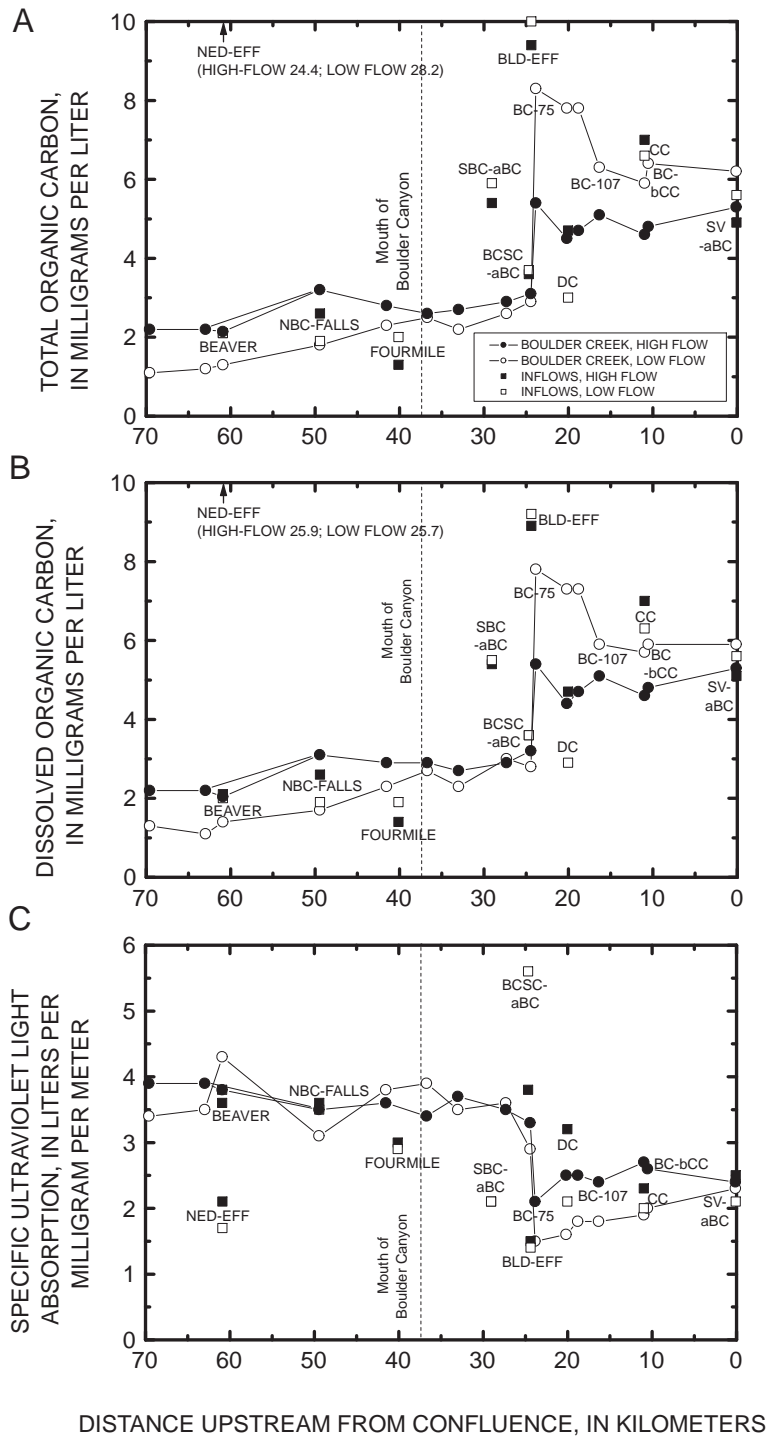 A
TOTAL ORGANIC CARBON,
IN MILLIGRAMS PER LITER
10
8
6
4
2
0
NED-EFF
(HIGH-FLOW 24.4; LOW FLOW 28.2)
BLD-EFF
BC-75
SBC-aBC
CC
BC-
bCC
BC-107
Mouth of
Boulder Canyon
BCSC
-aBC
DC
SV
-aBC
BEAVER
NBC-FALLS
FOURMILE
BOULDER CREEK, HIGH FLOW
BOULDER CREEK, LOW FLOW
INFLOWS, HIGH FLOW
INFLOWS, LOW FLOW
70 60 50 40 30 20 10 0
B
DISSOLVED ORGANIC CARBON,
IN MILLIGRAMS PER LITER
10
8
6
4
2
0
NED-EFF
(HIGH-FLOW 25.9; LOW FLOW 25.7)
BLD-EFF
BC-75
CC
SBC
-aBC
BC-107
BC
-bCC
Mouth of
Boulder Canyon
BCSC
-aBC
DC
SV-
aBC
NBC-FALLS
BEAVER
FOURMILE
70 60 50 40 30 20 10 0
C
SPECIFIC ULTRAVIOLET LIGHT
ABSORPTION, IN LITERS PER
MILLIGRAM PER METER
6
5
4
3
2
1
0
BCSC-
aBC
NBC-FALLS
BEAVER
FOURMILE
DC
SBC-
aBC
BC-bCC
BC-107
BC-75
CC
SV-
aBC
NED-EFF
BLD-EFF
Mouth of
Boulder Canyon
70 60 50 40 30 20 10 0
DISTANCE UPSTREAM FROM CONFLUENCE, IN KILOMETERS